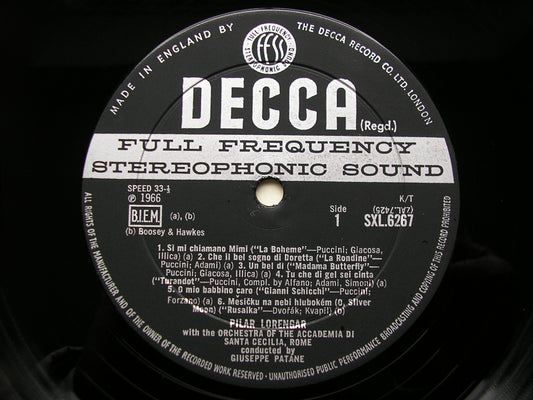 MADE IN ENGLAND BY
THE DECCA RECORD CO. LTD. LONDON
FULL FREQUENCY
ffss
STEREOPHONIC SOUND
DECCA
(Regd.)
FULL FREQUENCY
STEREOPHONIC SOUND
SPEED 33-⅓
℗ 1966
B.I.E.M. (a), (b)
(b) Boosey & Hawkes
Side
1
K/T
(ZAL.7425)
SXL.6267
1. Si mi chiamano Mimi ("La Boheme"—Puccini; Giacosa,
Illica) (a) 2. Che il bel sogno di Doretta ("La Rondine"—
Puccini; Adami) (a) 3. Un bel di ("Madama Butterfly"—
Puccini; Giacosa, Illica) (a) 4. Tu che di gel sei cinta
("Turandot"—Puccini, Compl. by Alfano; Adami, Simoni) (a)
5. O mio babbino caro ("Gianni Schicchi"—Puccini;
Forzano) (a) 6. Mesičku na nebi hlubokém (O, Silver
Moon) ("Rusalka"—Dvořák; Kvapil) (b)
PILAR LORENGAR
with the ORCHESTRA OF THE ACCADEMIA DI
SANTA CECILIA, ROME
conducted by
GIUSEPPE PATANE
ALL RIGHTS OF THE MANUFACTURER AND OF THE OWNER OF THE RECORDED WORK RESERVED - UNAUTHORISED PUBLIC PERFORMANCE BROADCASTING AND COPYING OF THIS RECORD PROHIBITED